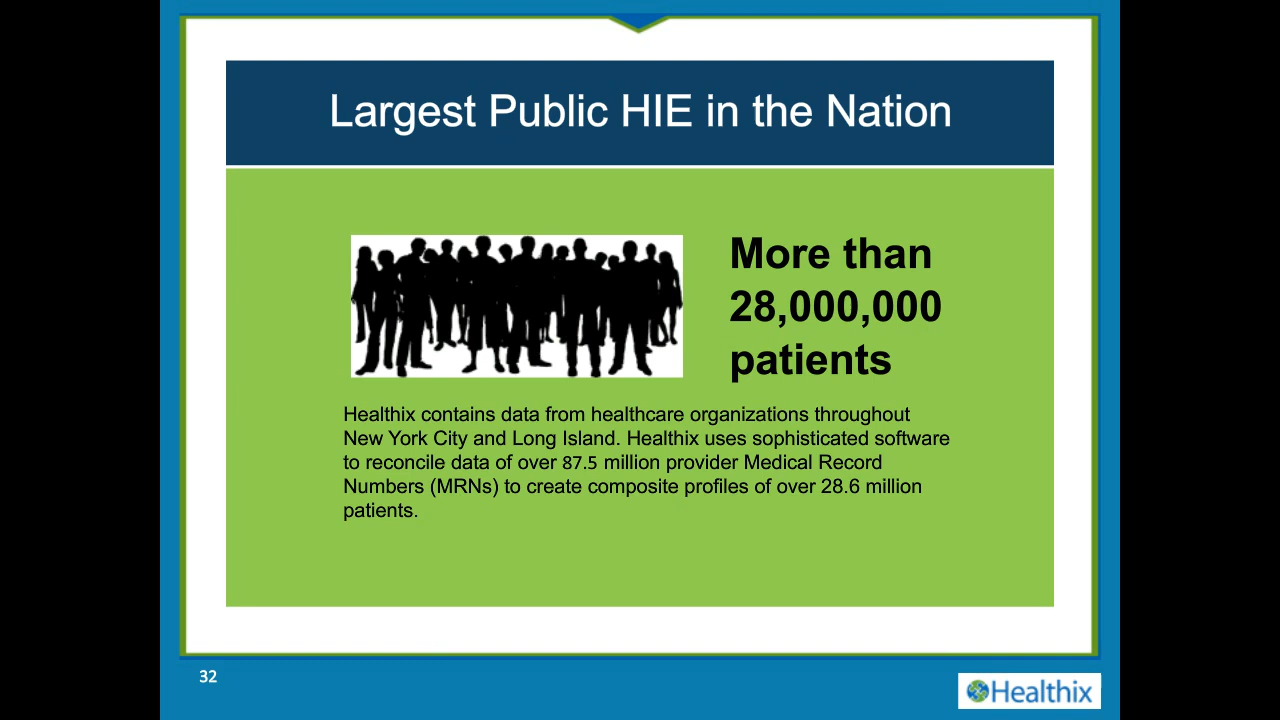 Largest Public HIE in the Nation
More than
28,000,000
patients
Healthix contains data from healthcare organizations throughout
New York City and Long Island. Healthix uses sophisticated software
to reconcile data of over 87.5 million provider Medical Record
Numbers (MRNs) to create composite profiles of over 28.6 million
patients.
32
Healthix